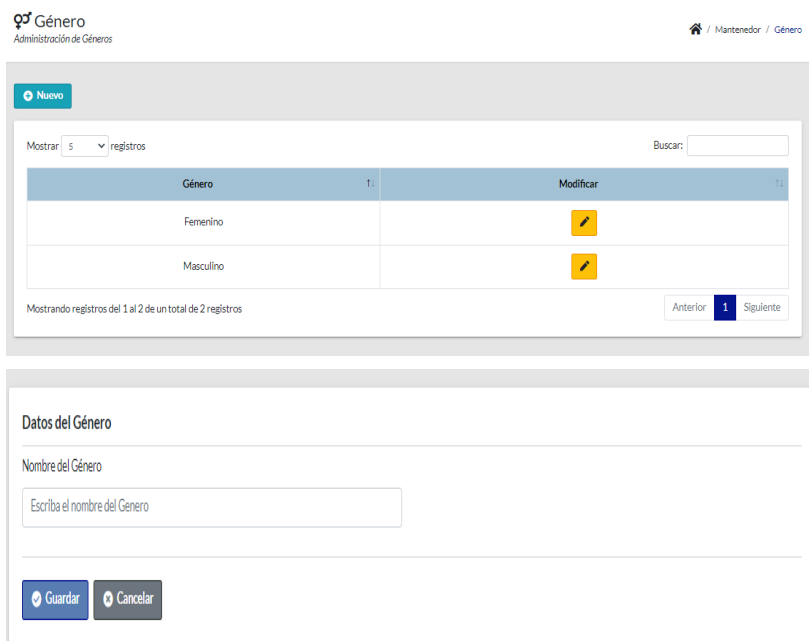 Género
Administración de Géneros
/ Mantenedor / Género
Nuevo
Mostrar 5 registros
Buscar:
Género Modificar
Femenino
Masculino
Mostrando registros del 1 al 2 de un total de 2 registros
Anterior 1 Siguiente
Datos del Género
Nombre del Género
Escriba el nombre del Genero
Guardar Cancelar